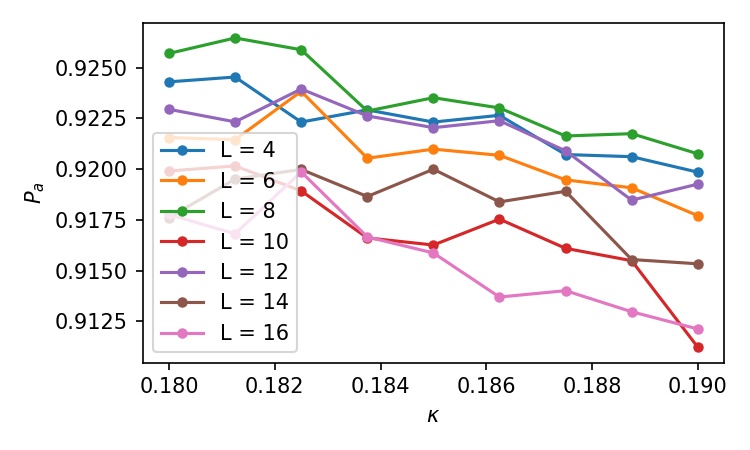 0.9250
0.9225
0.9200
0.9175
0.9150
0.9125
P_a
L = 4
L = 6
L = 8
L = 10
L = 12
L = 14
L = 16
0.180 0.182 0.184 0.186 0.188 0.190
κ